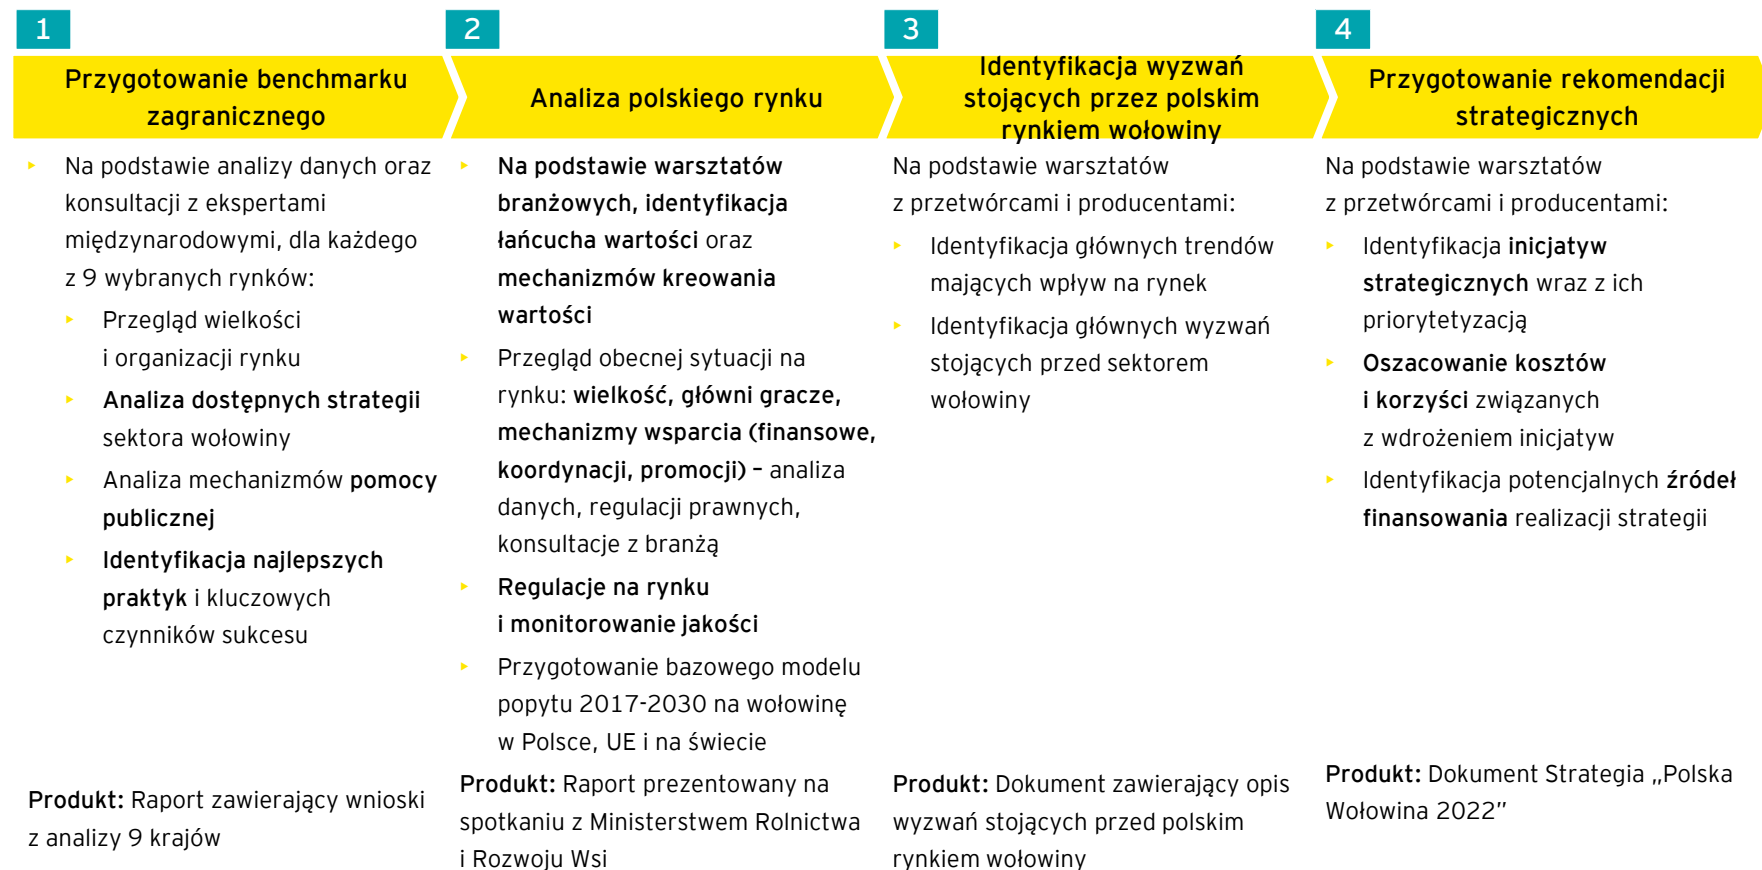 1
Przygotowanie benchmarku
zagranicznego
Na podstawie analizy danych oraz
konsultacji z ekspertami
międzynarodowymi, dla każdego
z 9 wybranych rynków:
Przegląd wielkości
i organizacji rynku
Analiza dostępnych strategii
sektora wołowiny
Analiza mechanizmów pomocy
publicznej
Identyfikacja najlepszych
praktyk i kluczowych
czynników sukcesu
Produkt: Raport zawierający wnioski
z analizy 9 krajów
2
Analiza polskiego rynku
Na podstawie warsztatów
branżowych, identyfikacja
łańcucha wartości oraz
mechanizmów kreowania
wartości
Przegląd obecnej sytuacji na
rynku: wielkość, główni gracze,
mechanizmy wsparcia (finansowe,
koordynacji, promocji) – analiza
danych, regulacji prawnych,
konsultacje z branżą
Regulacje na rynku
i monitorowanie jakości
Przygotowanie bazowego modelu
popytu 2017-2030 na wołowinę
w Polsce, UE i na świecie
Produkt: Raport prezentowany na
spotkaniu z Ministerstwem Rolnictwa
i Rozwoju Wsi
3
Identyfikacja wyzwań
stojących przez polskim
rynkiem wołowiny
Na podstawie warsztatów
z przetwórcami i producentami:
Identyfikacja głównych trendów
mających wpływ na rynek
Identyfikacja głównych wyzwań
stojących przed sektorem
wołowiny
Produkt: Dokument zawierający opis
wyzwań stojących przed polskim
rynkiem wołowiny
4
Przygotowanie rekomendacji
strategicznych
Na podstawie warsztatów
z przetwórcami i producentami:
Identyfikacja inicjatyw
strategicznych wraz z ich
priorytetyzacją
Oszacowanie kosztów
i korzyści związanych
z wdrożeniem inicjatyw
Identyfikacja potencjalnych źródeł
finansowania realizacji strategii
Produkt: Dokument Strategia „Polska
Wołowina 2022”